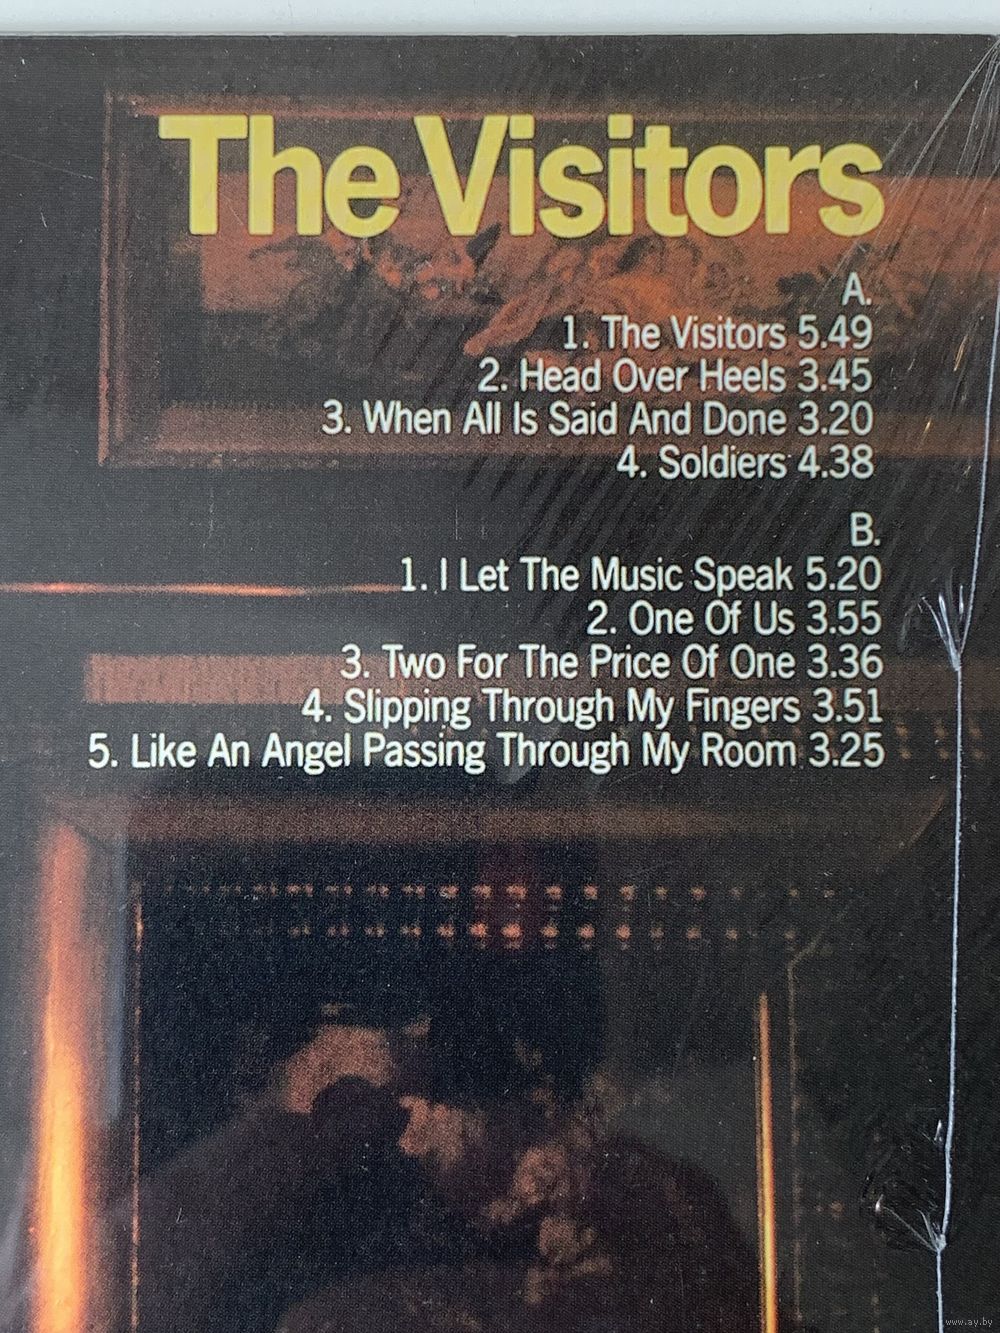 The Visitors
A.
1. The Visitors 5.49
2. Head Over Heels 3.45
3. When All Is Said And Done 3.20
4. Soldiers 4.38
B.
1. I Let The Music Speak 5.20
2. One Of Us 3.55
3. Two For The Price Of One 3.36
4. Slipping Through My Fingers 3.51
5. Like An Angel Passing Through My Room 3.25
www.ay.by